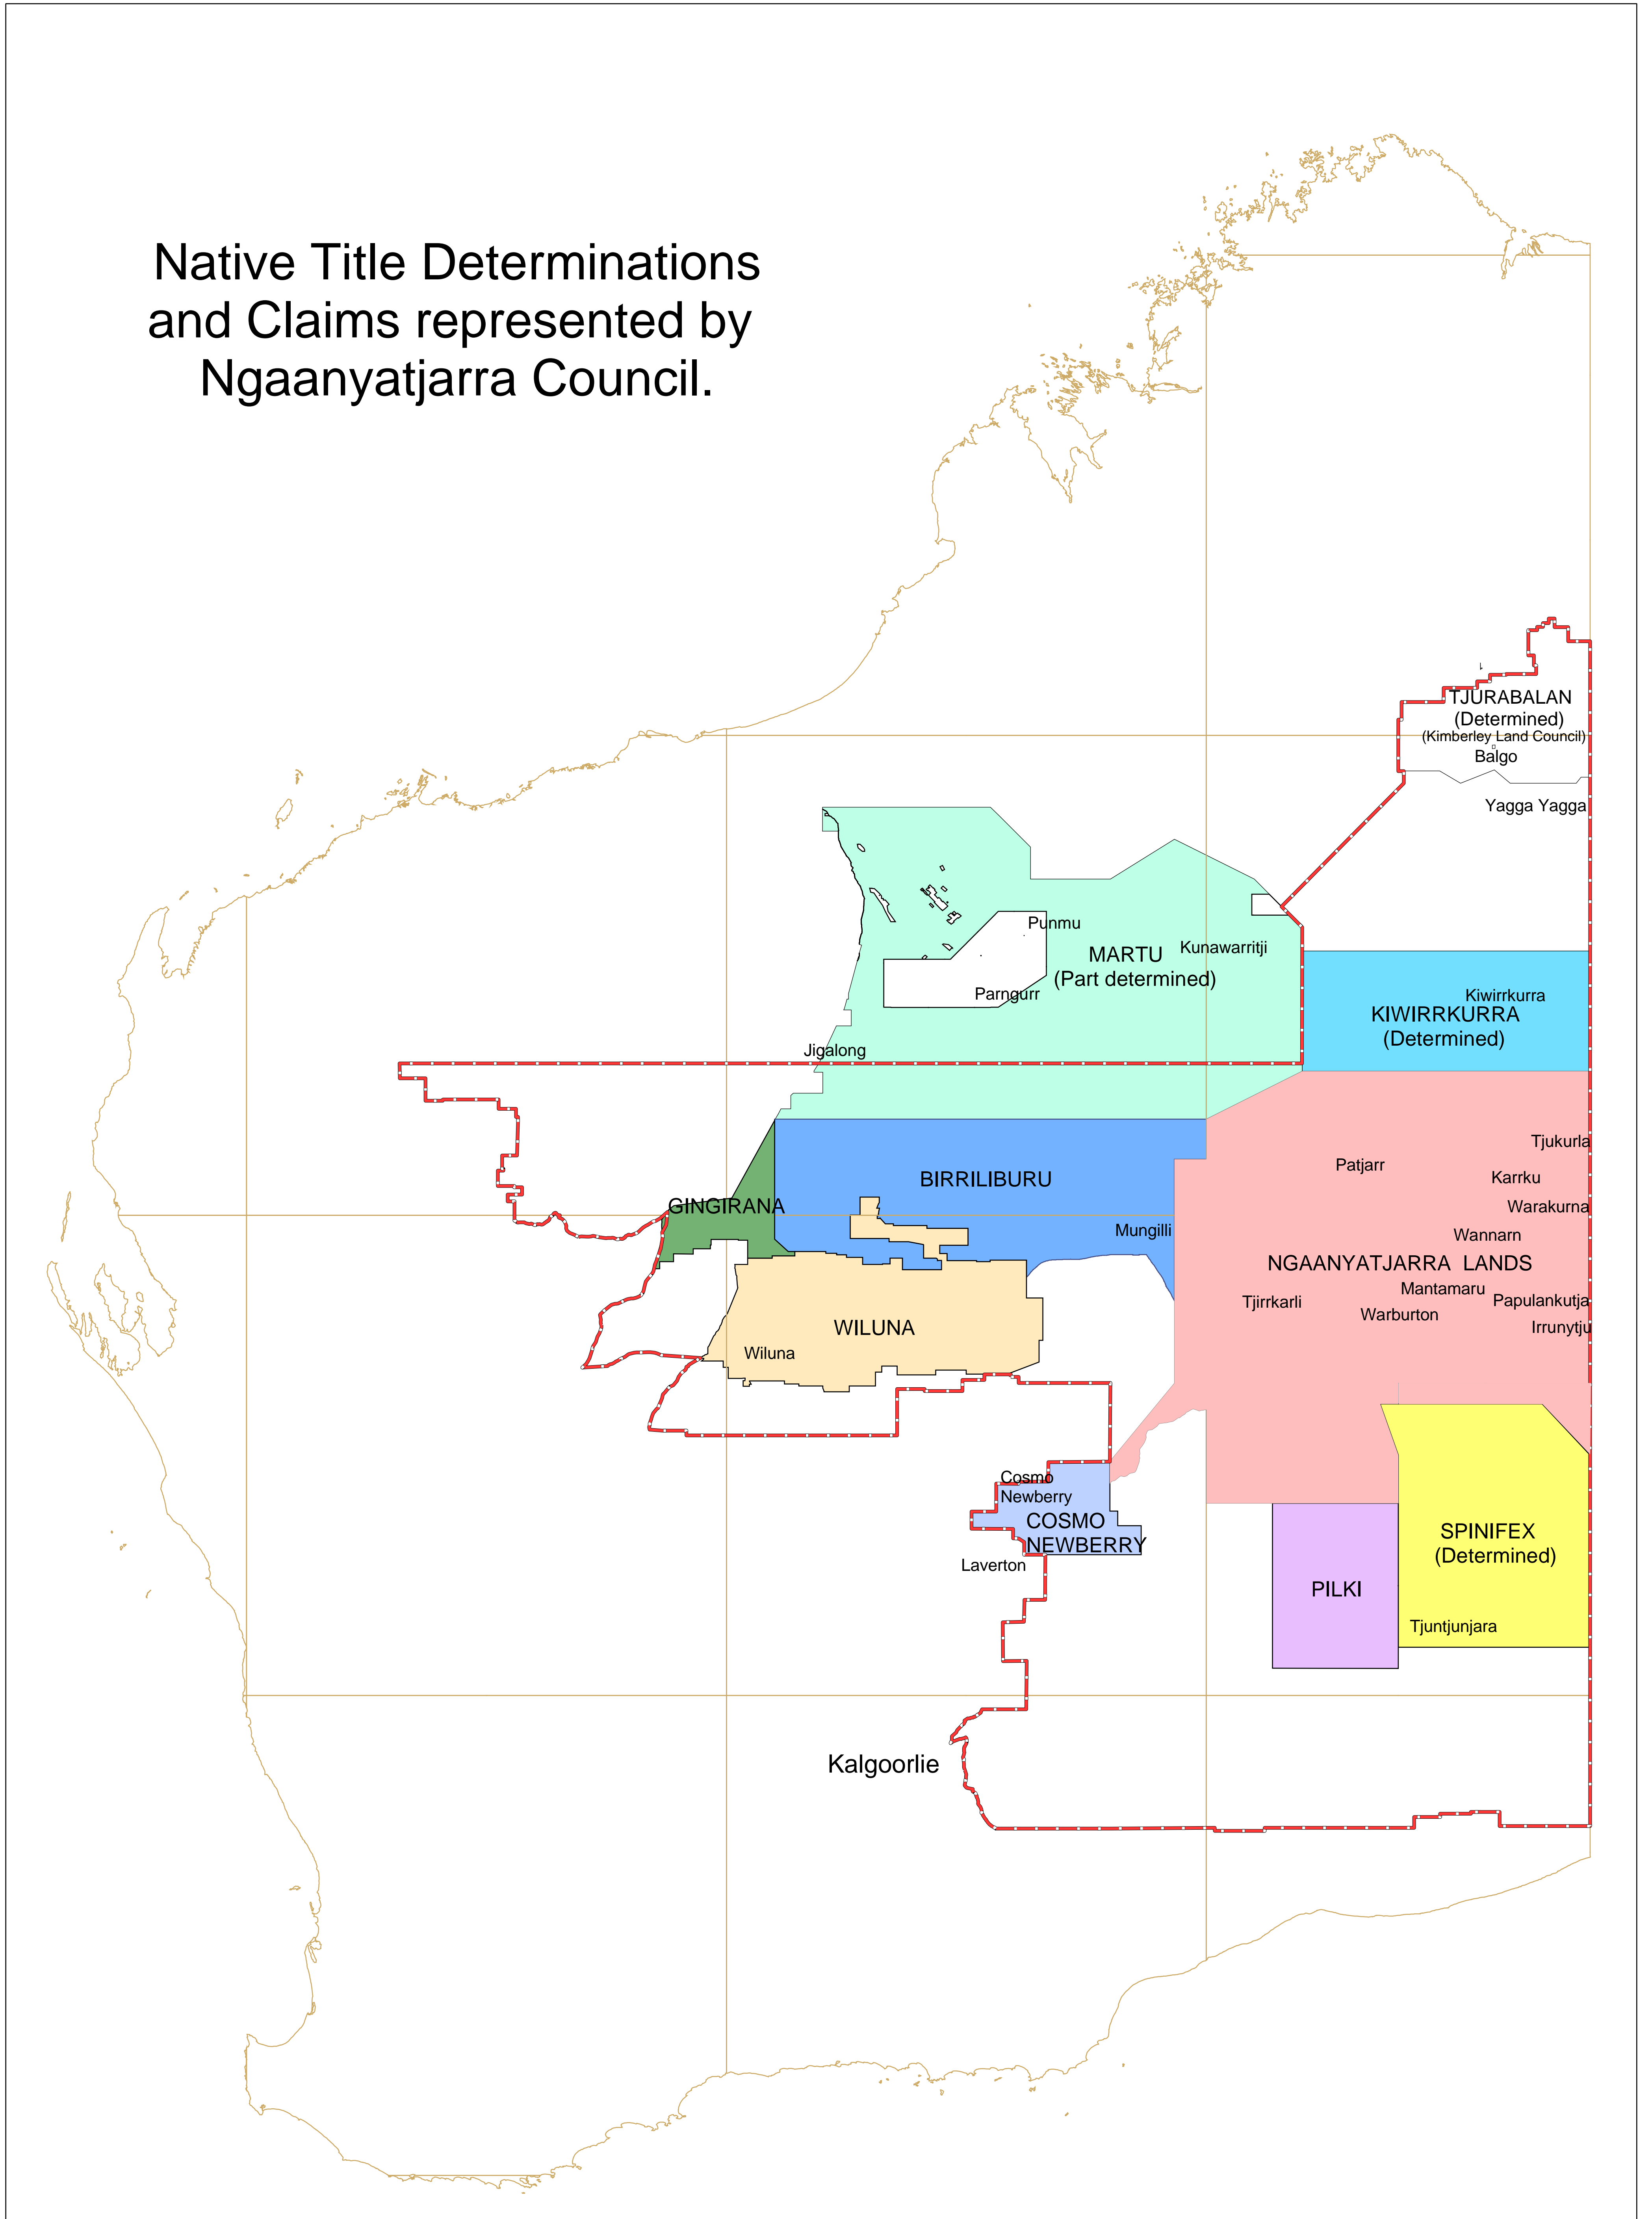 Native Title Determinations
and Claims represented by
Ngaanyatjarra Council.
TJURABALAN
(Determined)
(Kimberley Land Council)
Balgo
Yagga Yagga
Punmu
MARTU
(Part determined)
Kunawarritji
Parngurr
Kiwirrkurra
KIWIRRKURRA
(Determined)
Jigalong
Tjukurla
Patjarr
Karrku
BIRRILIBURU
GINGIRANA
Warakurna
Mungilli
Wannarn
NGAANYATJARRA LANDS
Mantamaru
Tjirrkarli
Papulankutja
Warburton
Irrunytju
WILUNA
Wiluna
Cosmo
Newberry
COSMO
NEWBERRY
Laverton
SPINIFEX
(Determined)
PILKI
Tjuntjunjara
Kalgoorlie